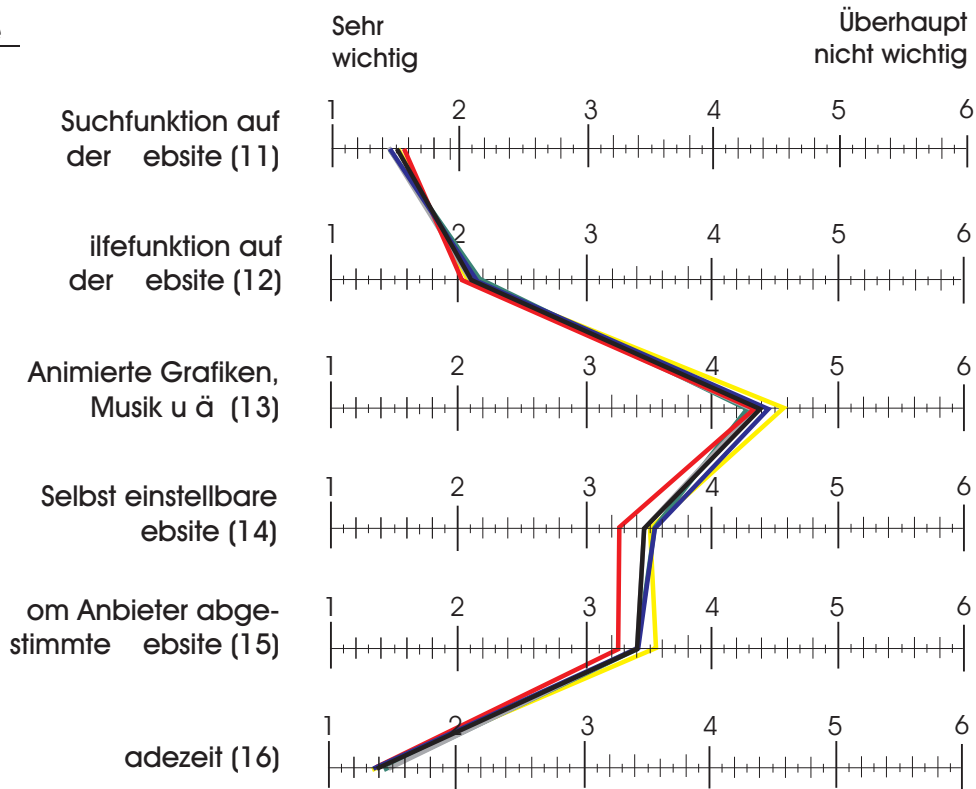 Sehr
wichtig
Überhaupt
nicht wichtig
1 2 3 4 5 6
Suchfunktion auf
der ebsite (11)
1 2 3 4 5 6
ilfefunktion auf
der ebsite (12)
1 2 3 4 5 6
Animierte Grafiken,
Musik u ä (13)
1 2 3 4 5 6
Selbst einstellbare
ebsite (14)
1 2 3 4 5 6
om Anbieter abge-
stimmte ebsite (15)
1 2 3 4 5 6
adezeit (16)